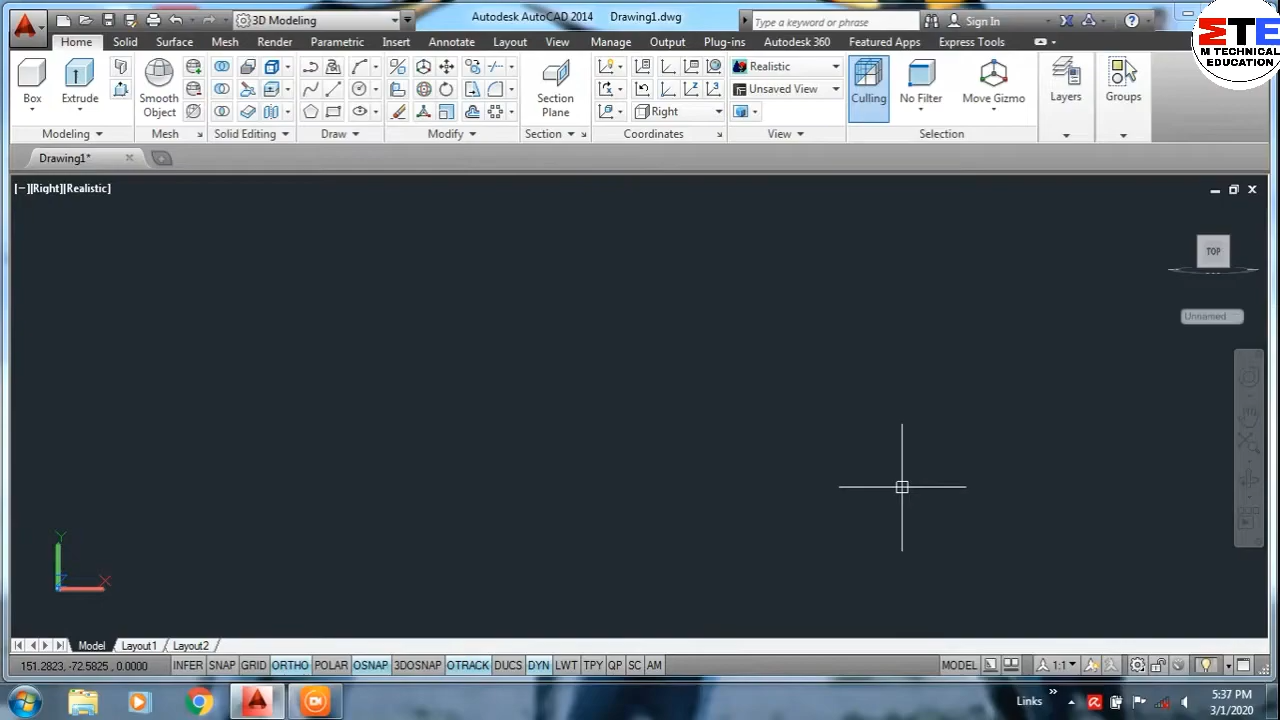 3D Modeling
Autodesk AutoCAD 2014 Drawing1.dwg
Type a keyword or phrase
Sign In
MTE
M TECHNICAL
EDUCATION
Home Solid Surface Mesh Render Parametric Insert Annotate Layout View Manage Output Plug-ins Autodesk 360 Featured Apps Express Tools
Box
Extrude
Smooth
Object
Section
Plane
Realistic
Unsaved View
Right
Culling
No Filter
Move Gizmo
Layers
Groups
Modeling Mesh Solid Editing Draw Modify Section Coordinates View Selection
Drawing1*
[−][Right][Realistic]
TOP
Unnamed
Y
Z
X
Model Layout1 Layout2
151.2823, -72.5825, 0.0000 INFER SNAP GRID ORTHO POLAR OSNAP 3DOSNAP OTRACK DUCS DYN LWT TPY QP SC AM MODEL 1:1
Links
5:37 PM
3/1/2020